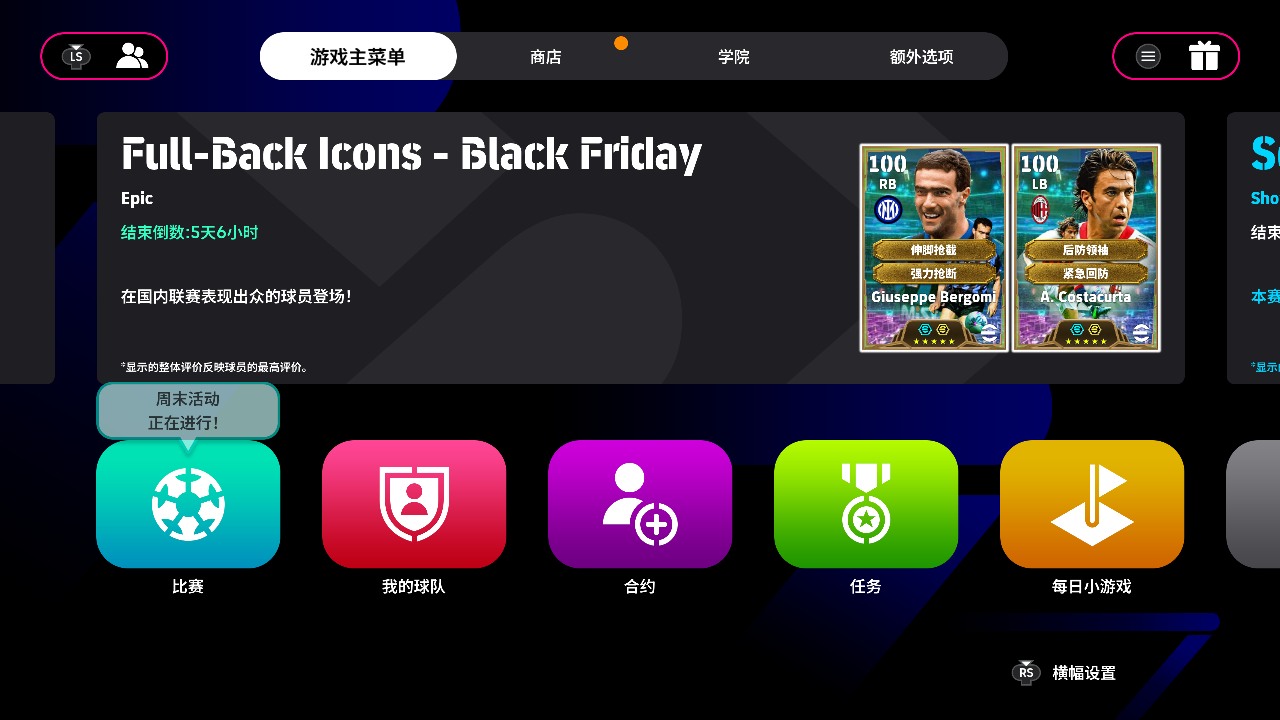 LS
游戏主菜单
商店
学院
额外选项
Full-Back Icons - Black Friday
Epic
结束倒数:5天6小时
在国内联赛表现出众的球员登场!
*显示的整体评价反映球员的最高评价。
100
RB
伸脚抢截
强力抢断
Giuseppe Bergomi
100
LB
后防领袖
紧急回防
A. Costacurta
Sho
结束
本赛
*显示
周末活动
正在进行!
比赛
我的球队
合约
任务
每日小游戏
RS
横幅设置